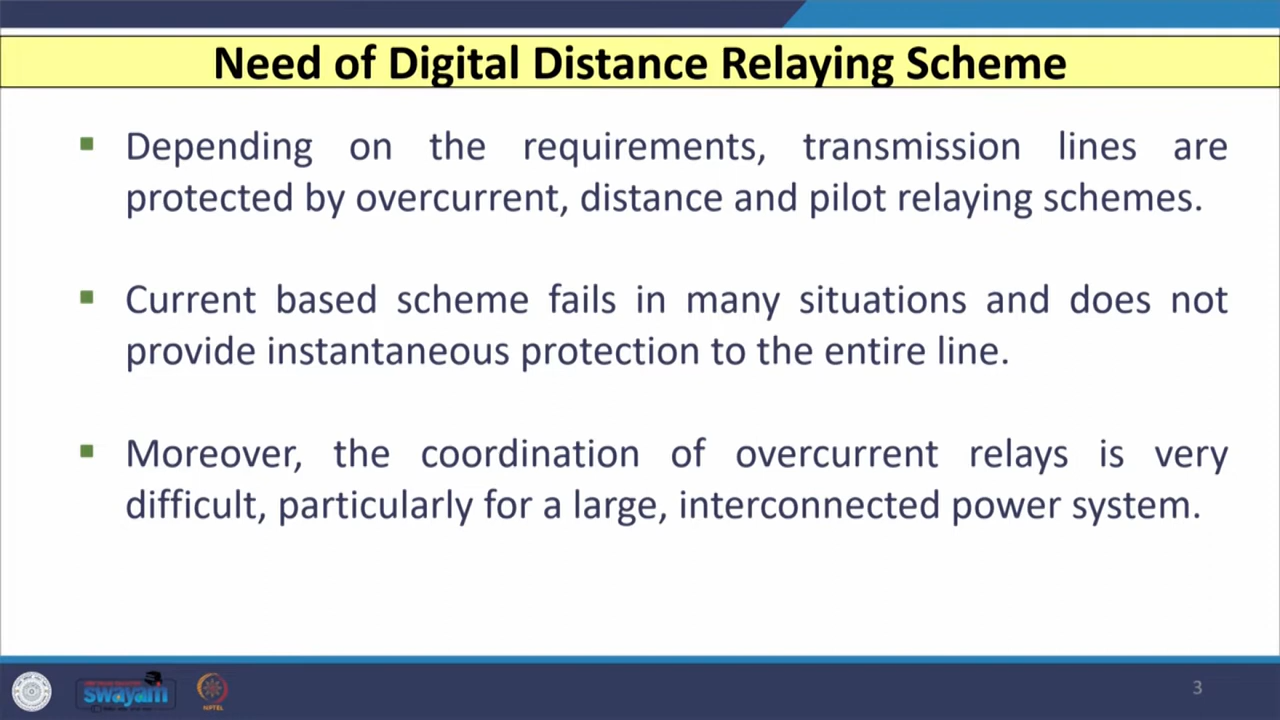 Need of Digital Distance Relaying Scheme
Depending on the requirements, transmission lines are
protected by overcurrent, distance and pilot relaying schemes.
Current based scheme fails in many situations and does not
provide instantaneous protection to the entire line.
Moreover, the coordination of overcurrent relays is very
difficult, particularly for a large, interconnected power system.
swayam
NPTEL
3